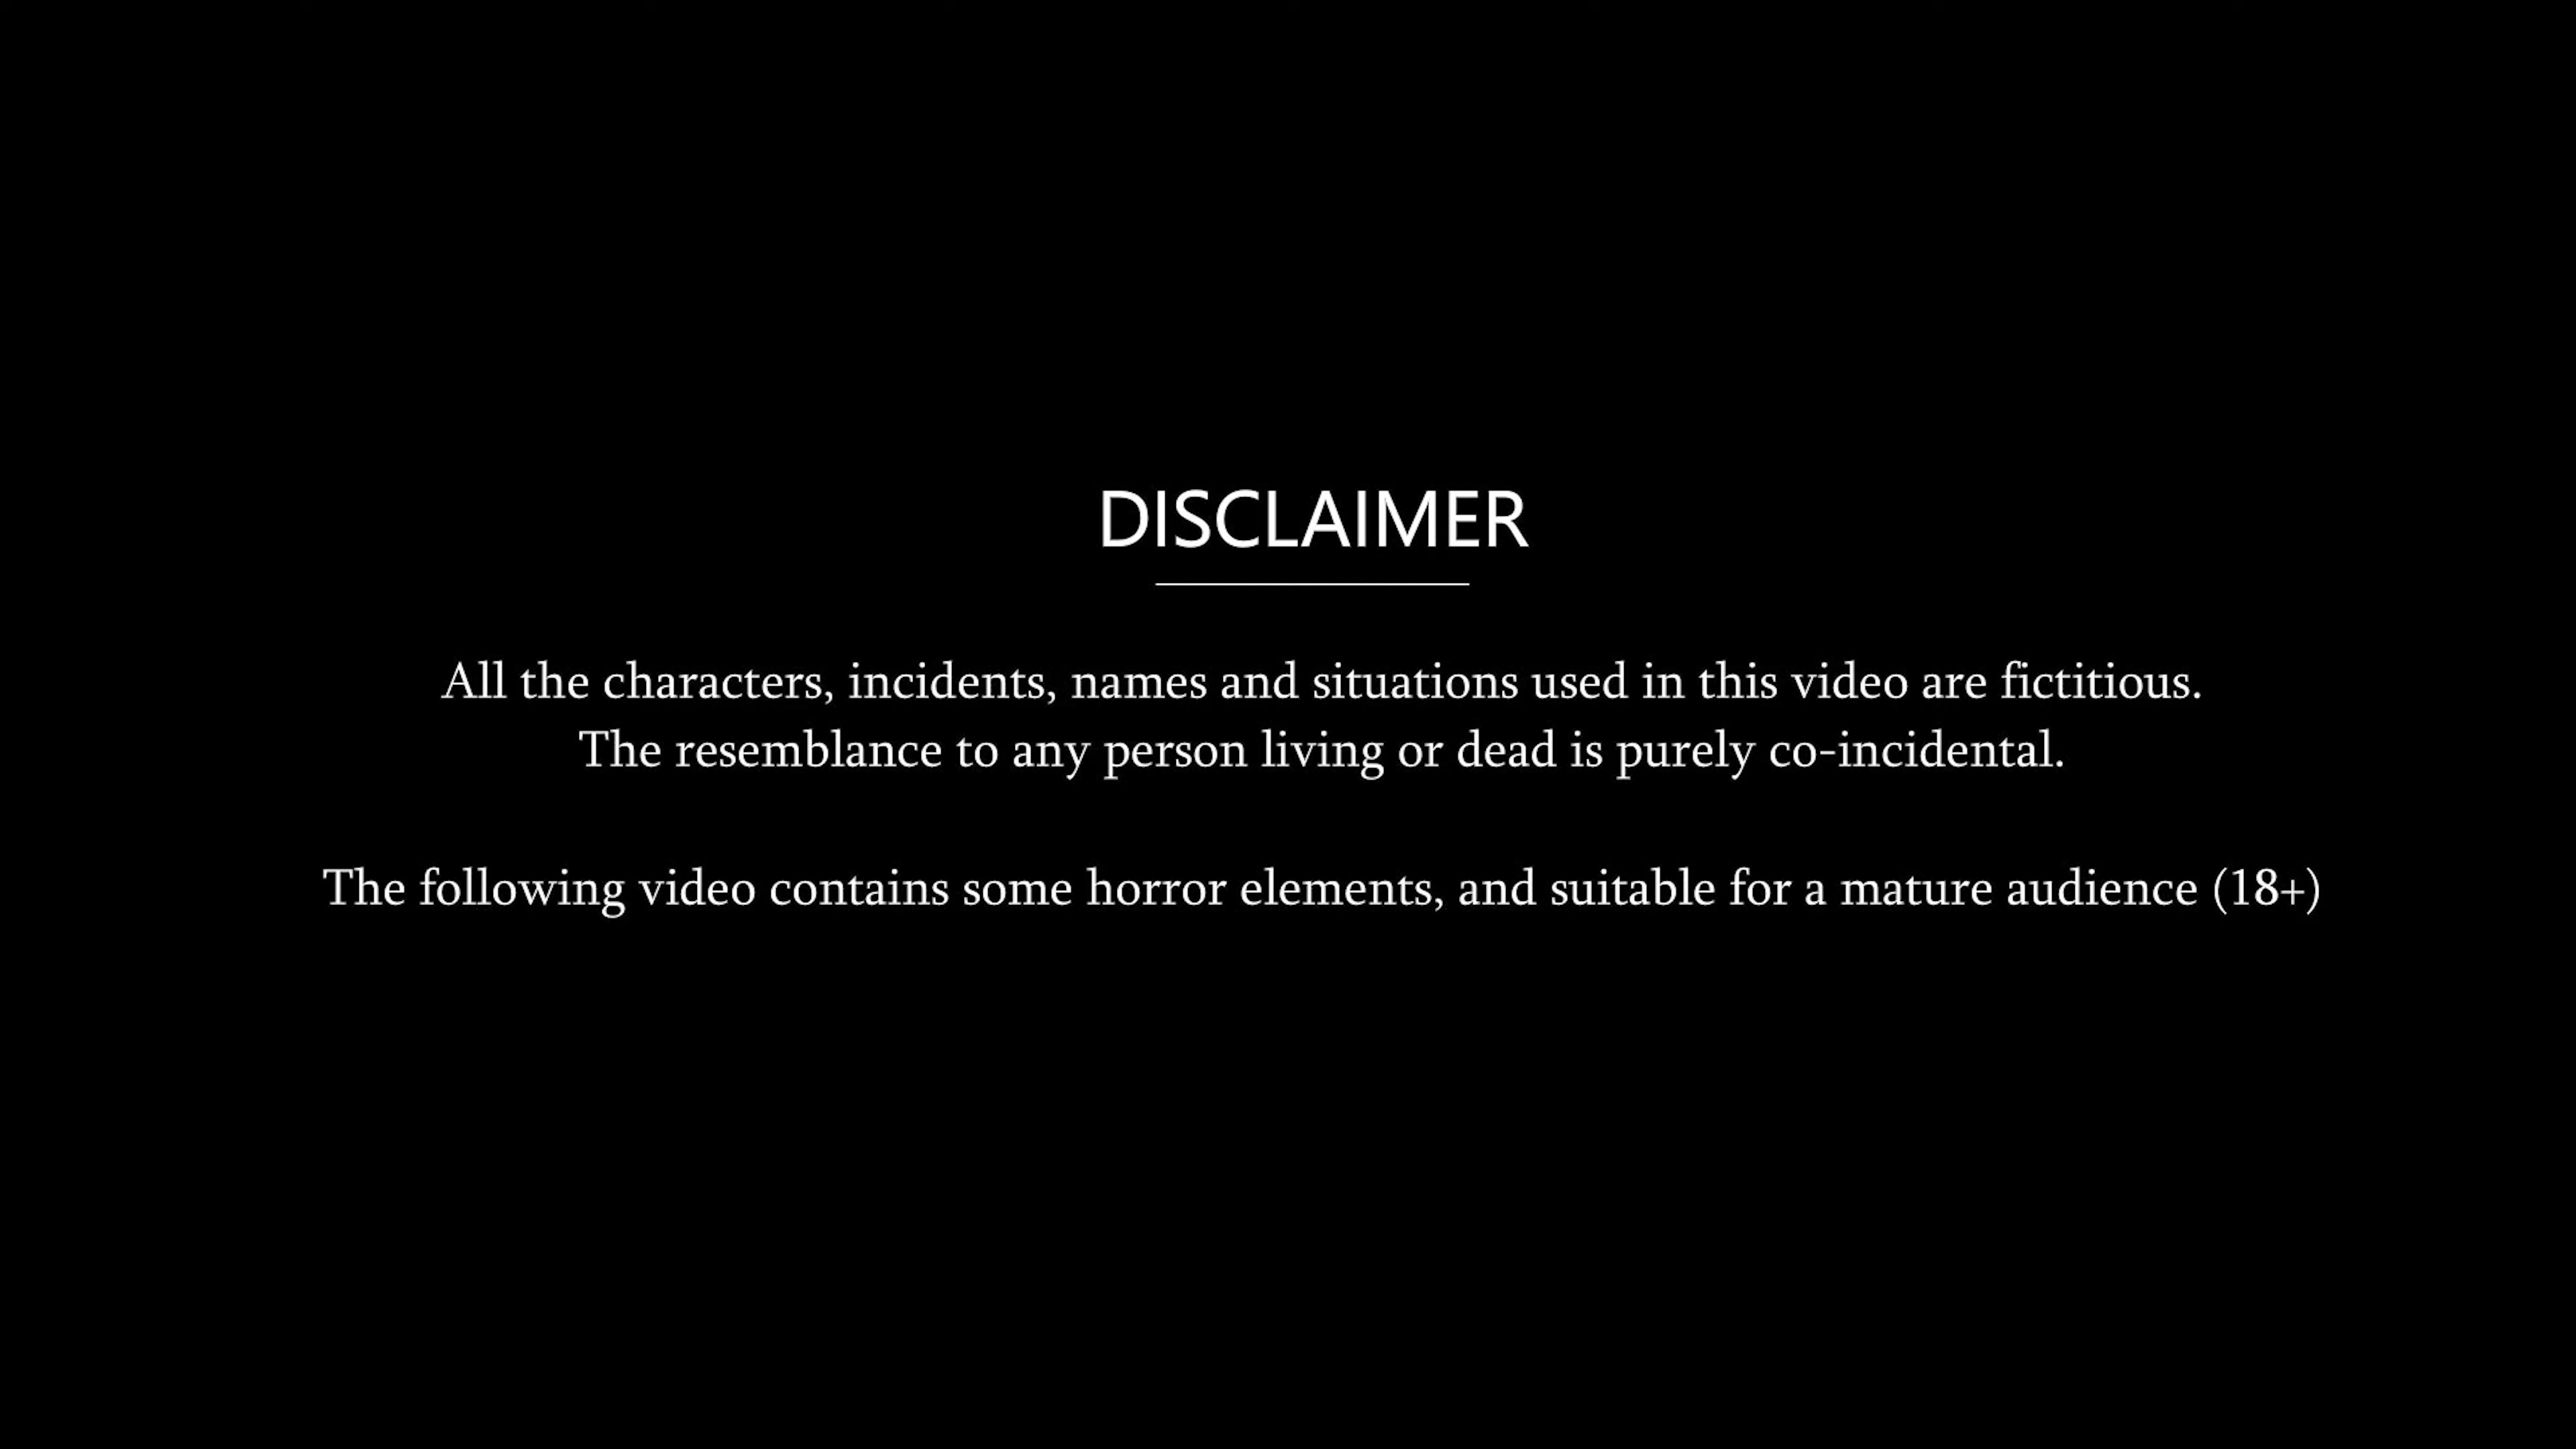 DISCLAIMER
All the characters, incidents, names and situations used in this video are fictitious.
The resemblance to any person living or dead is purely co-incidental.
The following video contains some horror elements, and suitable for a mature audience (18+)